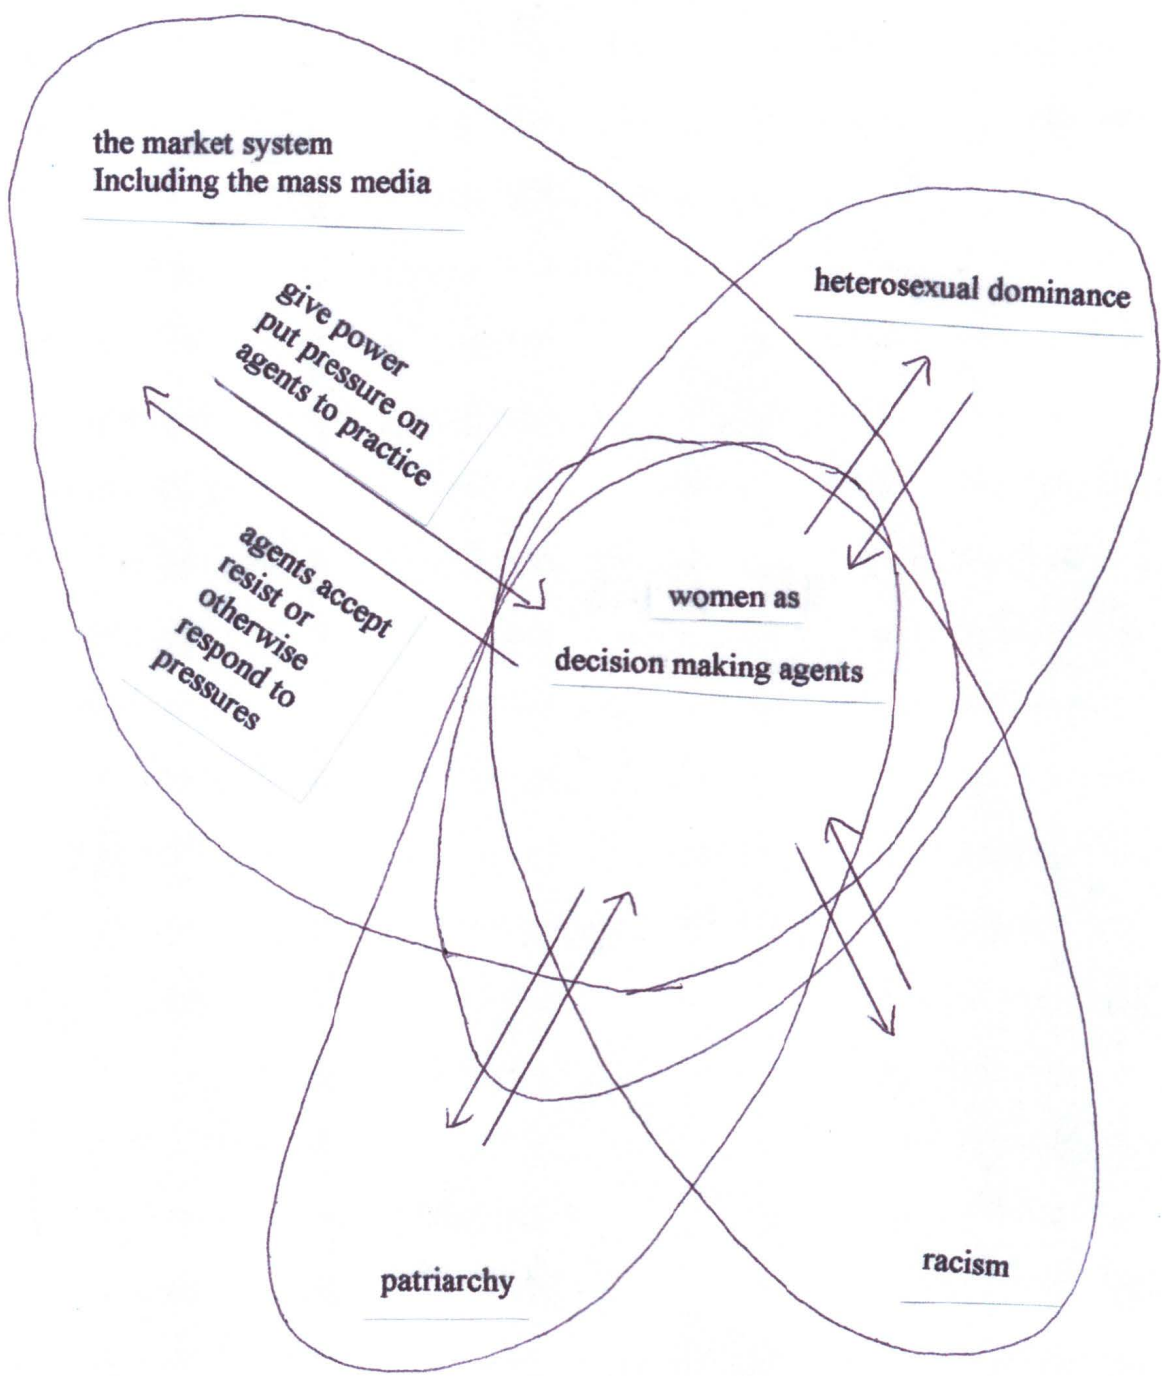 the market system
Including the mass media
heterosexual dominance
give power
put pressure on
agents to practice
agents accept
resist or
otherwise
respond to
pressures
women as
decision making agents
patriarchy
racism